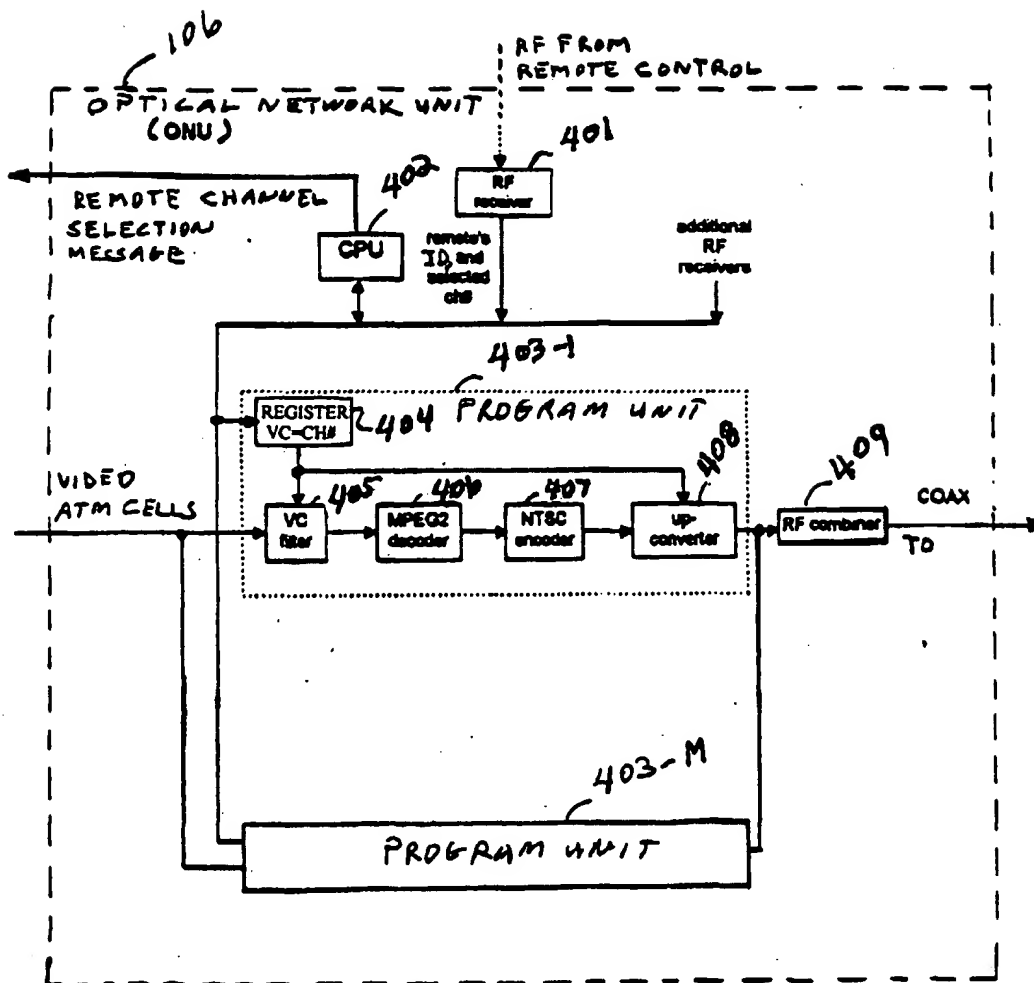 106
RF FROM
REMOTE CONTROL
OPTICAL NETWORK UNIT
(ONU)
401
402
RF
receiver
REMOTE CHANNEL
SELECTION
MESSAGE
CPU
remote's
ID, and
selected
ch#
additional
RF
receivers
403-1
REGISTER
VC=CH#
404
PROGRAM UNIT
408
409
VIDEO
ATM CELLS
405
406
407
COAX
VC
filter
MPEG2
decoder
NTSC
encoder
up-
converter
RF combiner
TO
403-M
PROGRAM UNIT